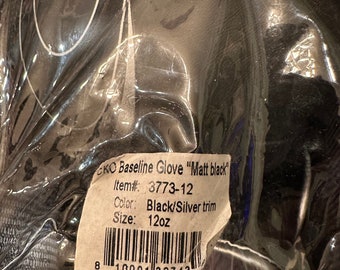 Baseline Glove "Matt black"
Item#: 3773-12
Color: Black/Silver trim
Size: 12oz